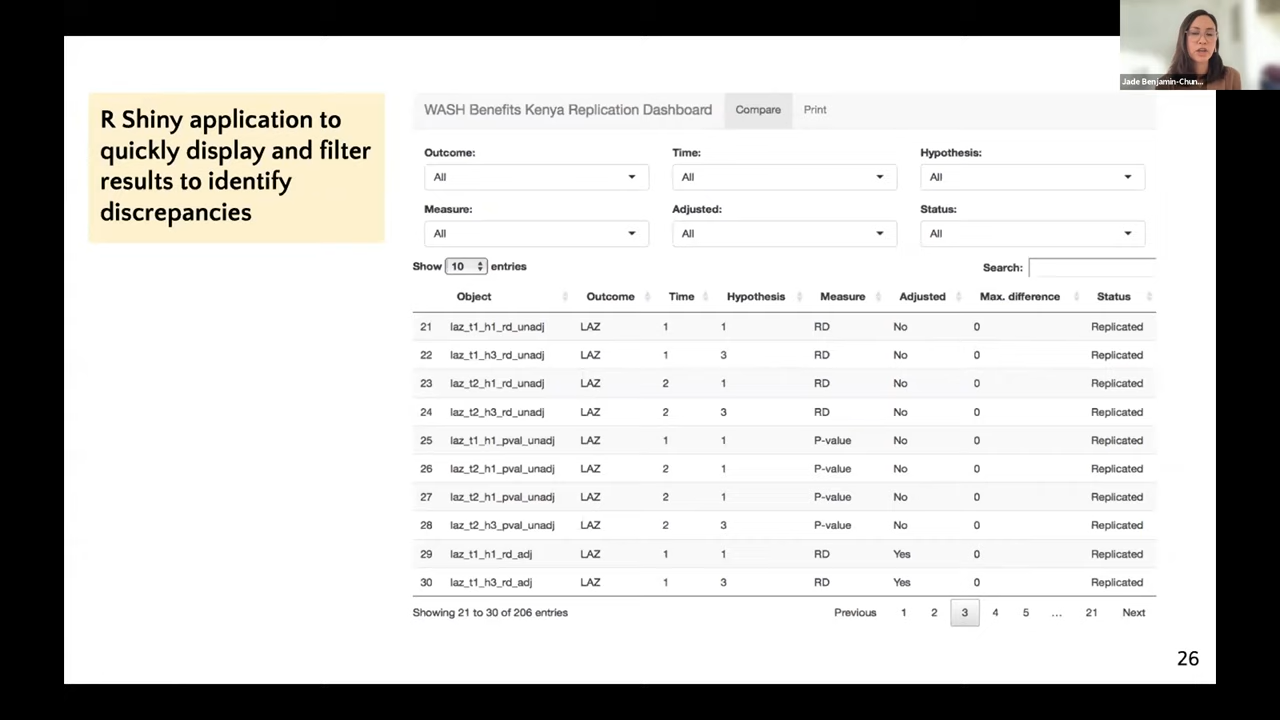 Jade Benjamin-Chun...
R Shiny application to
quickly display and filter
results to identify
discrepancies
WASH Benefits Kenya Replication Dashboard Compare Print
Outcome: Time: Hypothesis:
All All All
Measure: Adjusted: Status:
All All All
Show 10 entries Search:
Object Outcome Time Hypothesis Measure Adjusted Max. difference Status
21 laz_t1_h1_rd_unadj LAZ 1 1 RD No 0 Replicated
22 laz_t1_h3_rd_unadj LAZ 1 3 RD No 0 Replicated
23 laz_t2_h1_rd_unadj LAZ 2 1 RD No 0 Replicated
24 laz_t2_h3_rd_unadj LAZ 2 3 RD No 0 Replicated
25 laz_t1_h1_pval_unadj LAZ 1 1 P-value No 0 Replicated
26 laz_t2_h1_pval_unadj LAZ 2 1 P-value No 0 Replicated
27 laz_t2_h1_pval_unadj LAZ 2 1 P-value No 0 Replicated
28 laz_t2_h3_pval_unadj LAZ 2 3 P-value No 0 Replicated
29 laz_t1_h1_rd_adj LAZ 1 1 RD Yes 0 Replicated
30 laz_t1_h3_rd_adj LAZ 1 3 RD Yes 0 Replicated
Showing 21 to 30 of 206 entries Previous 1 2 3 4 5 ... 21 Next
26